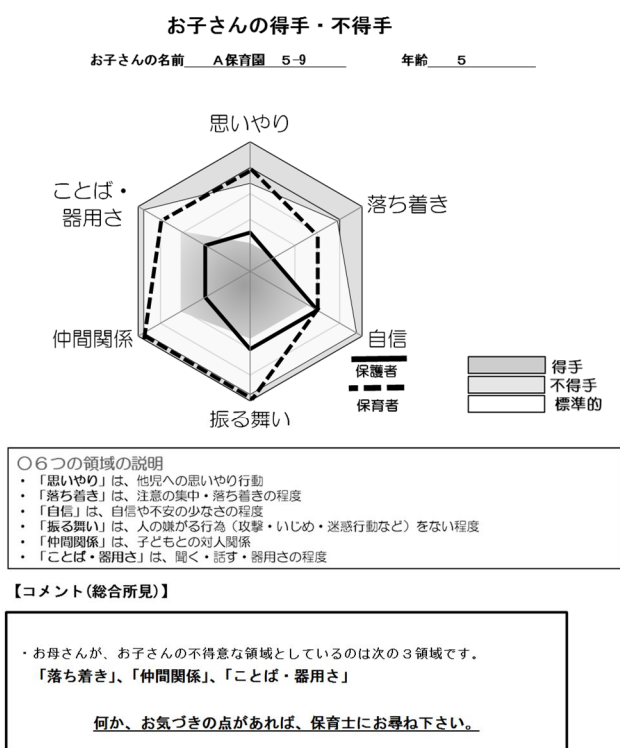 お子さんの得手・不得手
お子さんの名前 A保育園 5-9 年齢 5
思いやり
ことば・
器用さ
落ち着き
仲間関係
自信
振る舞い
保護者
保育者
得手
不得手
標準的
〇6つの領域の説明
・「思いやり」は、他児への思いやり行動
・「落ち着き」は、注意の集中・落ち着きの程度
・「自信」は、自信や不安の少なさの程度
・「振る舞い」は、人の嫌がる行為（攻撃・いじめ・迷惑行動など）をない程度
・「仲間関係」は、子どもとの対人関係
・「ことば・器用さ」は、聞く・話す・器用さの程度
【コメント(総合所見)】
・お母さんが、お子さんの不得意な領域としているのは次の3領域です。
「落ち着き」、「仲間関係」、「ことば・器用さ」
何か、お気づきの点があれば、保育士にお尋ね下さい。